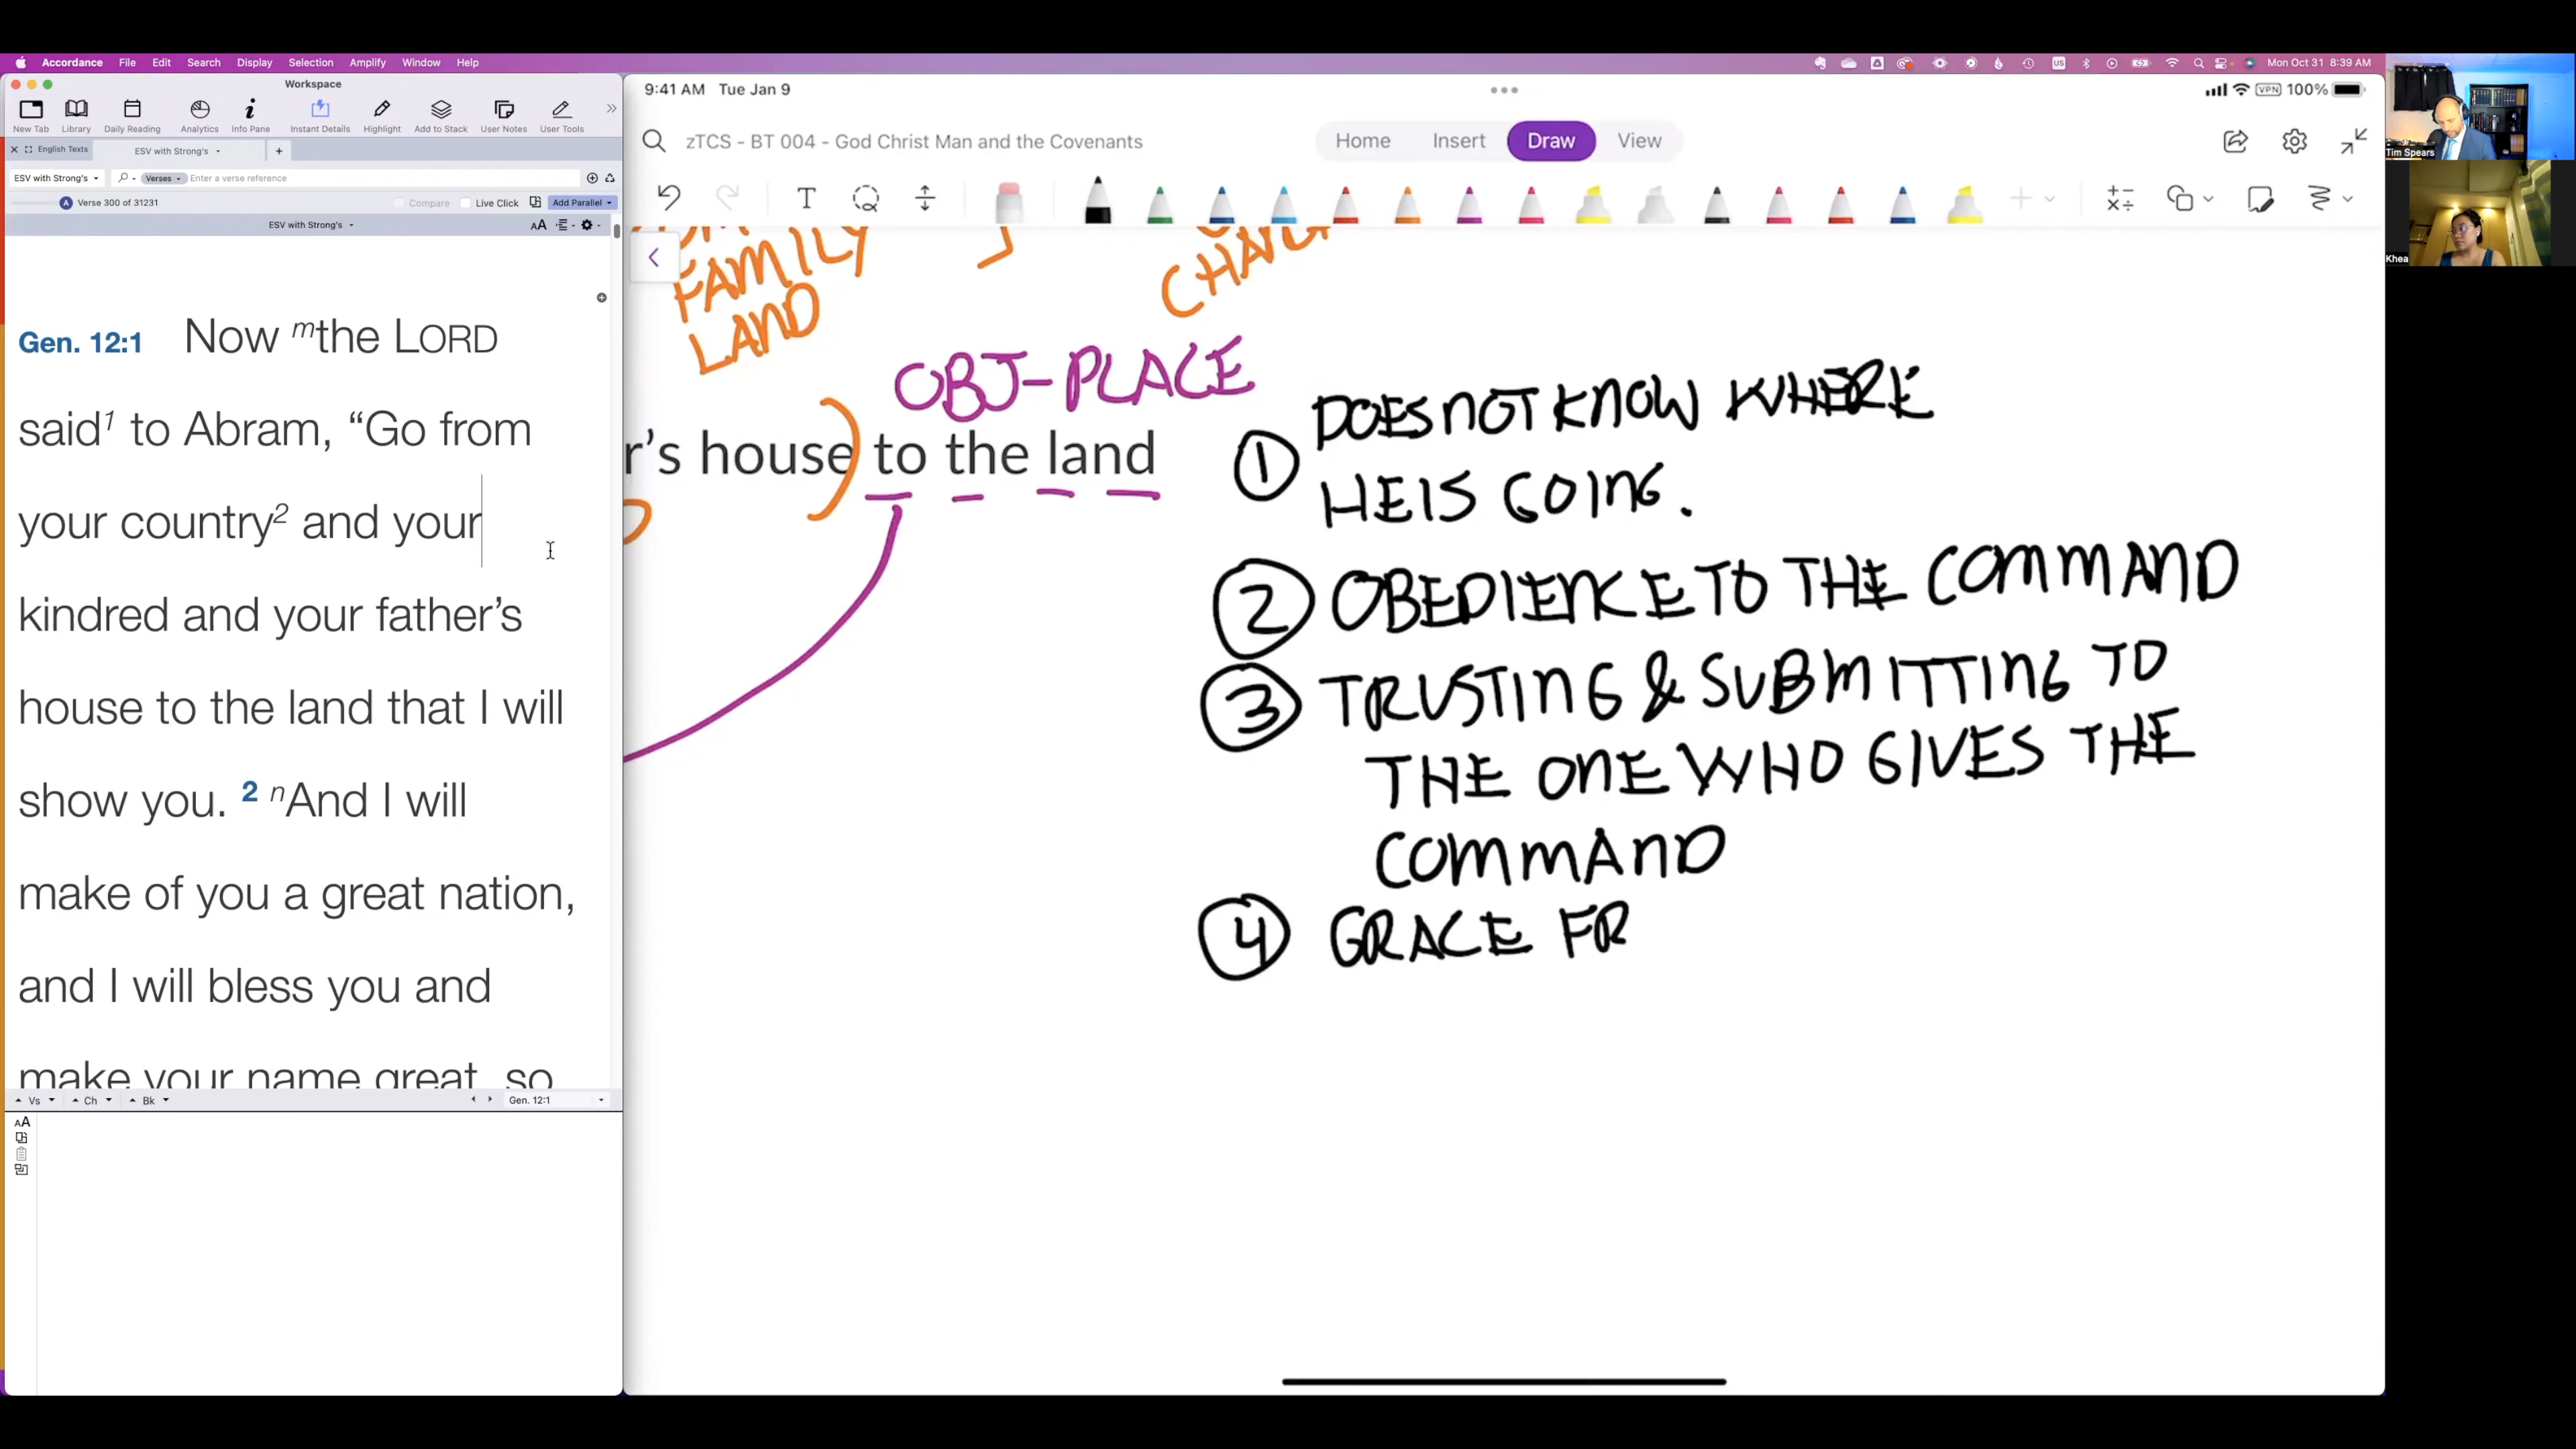 Accordance File Edit Search Display Selection Amplify Window Help
Mon Oct 31 8:39 AM
Workspace
New Tab Library Daily Reading Analytics Info Pane Instant Details Highlight Add to Stack User Notes User Tools
English Texts ESV with Strong's
ESV with Strong's Verses Enter a verse reference
Verse 300 of 31231 Compare Live Click Add Parallel
ESV with Strong's AA
Gen. 12:1 Now mthe LORD
said1 to Abram, “Go from
your country2 and your
kindred and your father’s
house to the land that I will
show you. 2 nAnd I will
make of you a great nation,
and I will bless you and
make your name great, so
Vs Ch Bk Gen. 12:1
AA
9:41 AM Tue Jan 9
VPN 100%
zTCS - BT 004 - God Christ Man and the Covenants
Home Insert Draw View
FAMILY
LAND
OBJ-PLACE
r’s house) to the land
① DOES NOT KNOW WHERE
HE IS GOING.
② OBEDIENCE TO THE COMMAND
③ TRUSTING & SUBMITTING TO
THE ONE WHO GIVES THE
COMMAND
④ GRACE FR
Tim Spears
Khea